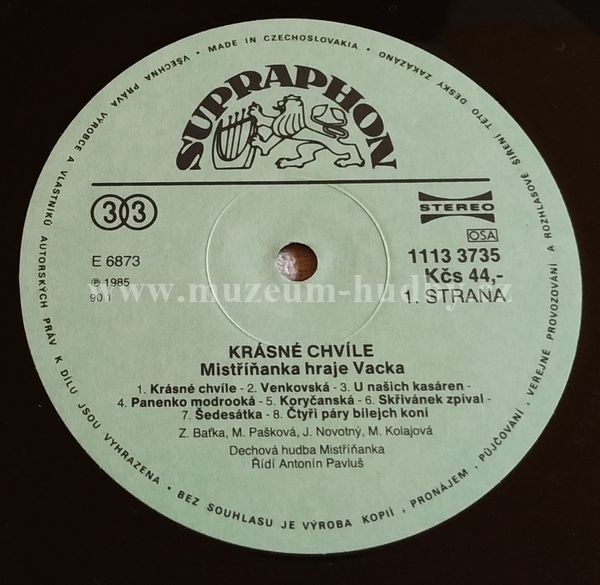 VŠECHNA PRÁVA VÝROBCE A VLASTNÍKŮ AUTORSKÝCH PRÁV K DÍLU JSOU VYHRAZENA • BEZ SOUHLASU JE VÝROBA KOPIÍ, PRONÁJEM, PŮJČOVÁNÍ, VEŘEJNÉ PROVOZOVÁNÍ A ROZHLASOVÉ ŠÍŘENÍ TÉTO DESKY ZAKÁZÁNO • MADE IN CZECHOSLOVAKIA •
SUPRAPHON
33
STEREO
OSA
E 6873
1113 3735
℗ 1985
Kčs 44,-
90 1
1. STRANA
www.muzeum-hudby.cz
KRÁSNÉ CHVÍLE
Mistříňanka hraje Vacka
1. Krásné chvíle - 2. Venkovská - 3. U našich kasáren -
4. Panenko modrooká - 5. Koryčanská - 6. Skřivánek zpíval -
7. Šedesátka - 8. Čtyři páry bílejch koní
Z. Baťka, M. Pašková, J. Novotný, M. Kolajová
Dechová hudba Mistříňanka
Řídí Antonín Pavluš